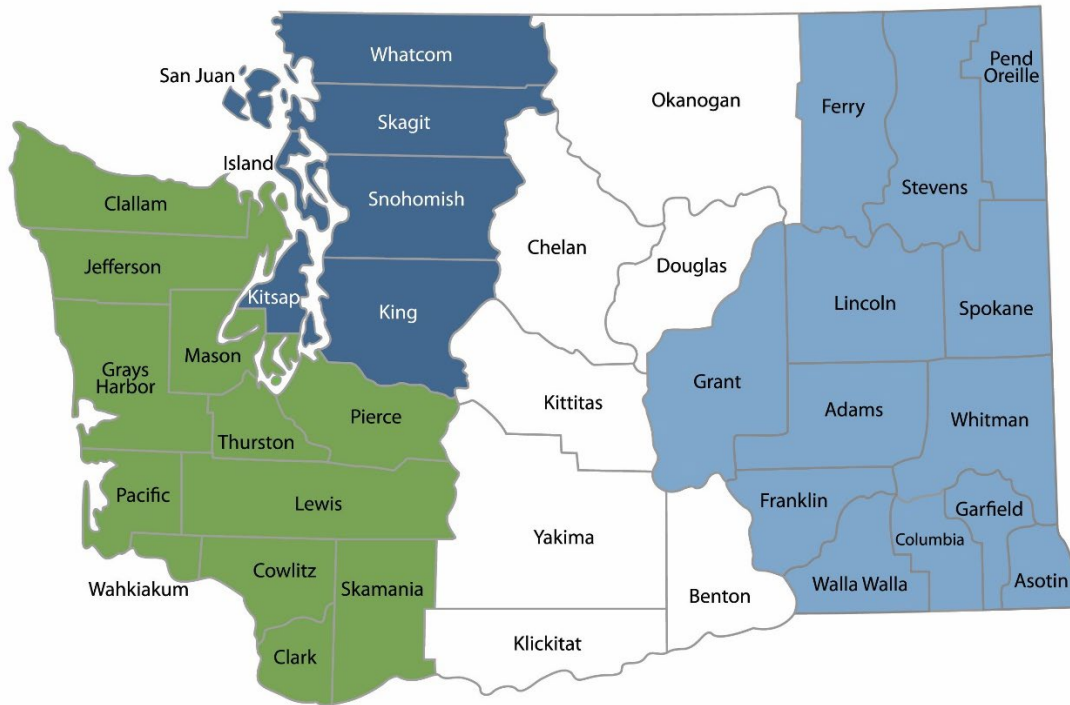 Whatcom
San Juan
Pend
Oreille
Okanogan
Ferry
Skagit
Island
Stevens
Snohomish
Clallam
Chelan
Jefferson
Douglas
Kitsap
King
Lincoln
Spokane
Mason
Grays
Harbor
Grant
Kittitas
Adams
Pierce
Whitman
Thurston
Pacific
Lewis
Franklin
Garfield
Yakima
Columbia
Wahkiakum
Cowlitz
Skamania
Walla Walla
Asotin
Benton
Klickitat
Clark